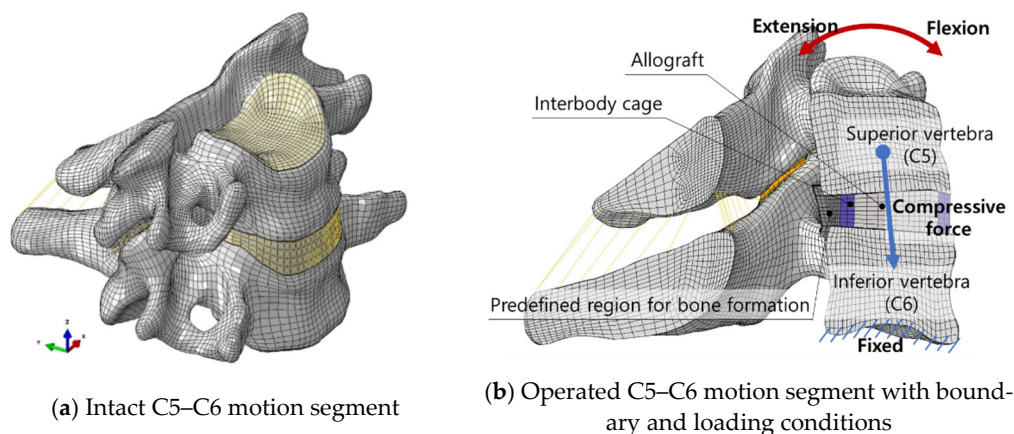 Extension
Flexion
Allograft
Interbody cage
Superior vertebra
(C5)
Compressive
force
Inferior vertebra
(C6)
Predefined region for bone formation
Fixed
Z
Y
X
(a) Intact C5–C6 motion segment
(b) Operated C5–C6 motion segment with bound-
ary and loading conditions